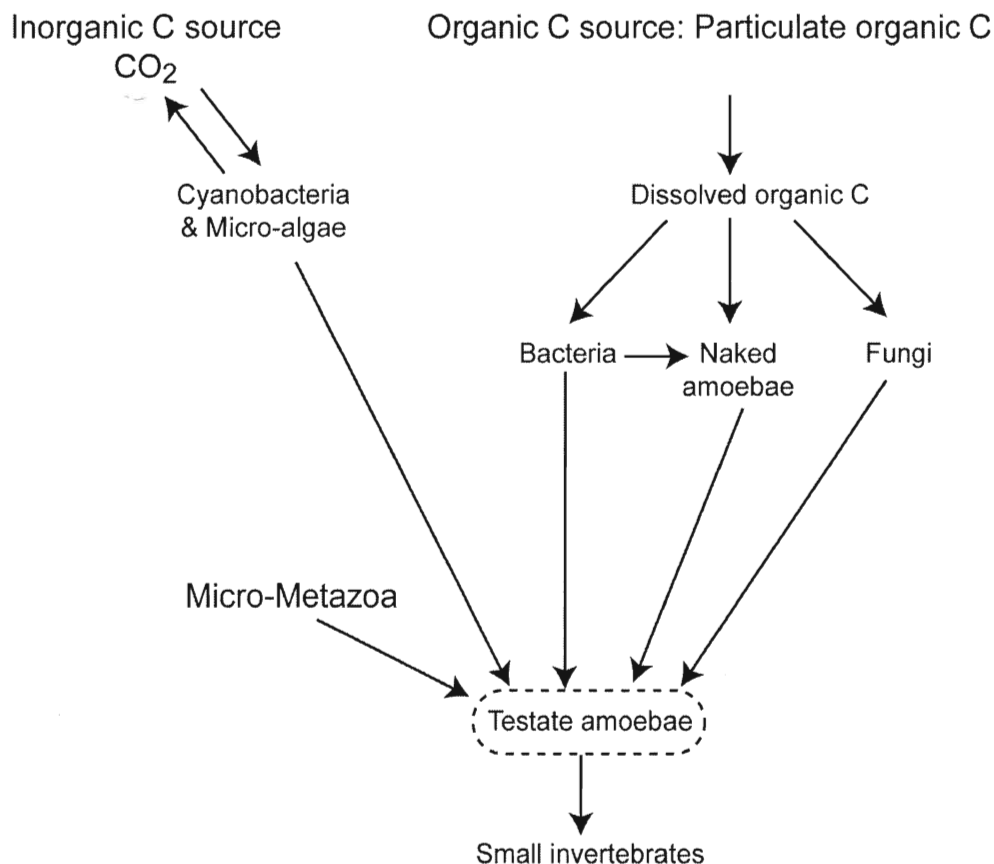 Inorganic C source
CO2
Organic C source: Particulate organic C
Cyanobacteria
& Micro-algae
Dissolved organic C
Bacteria
Naked
amoebae
Fungi
Micro-Metazoa
Testate amoebae
Small invertebrates